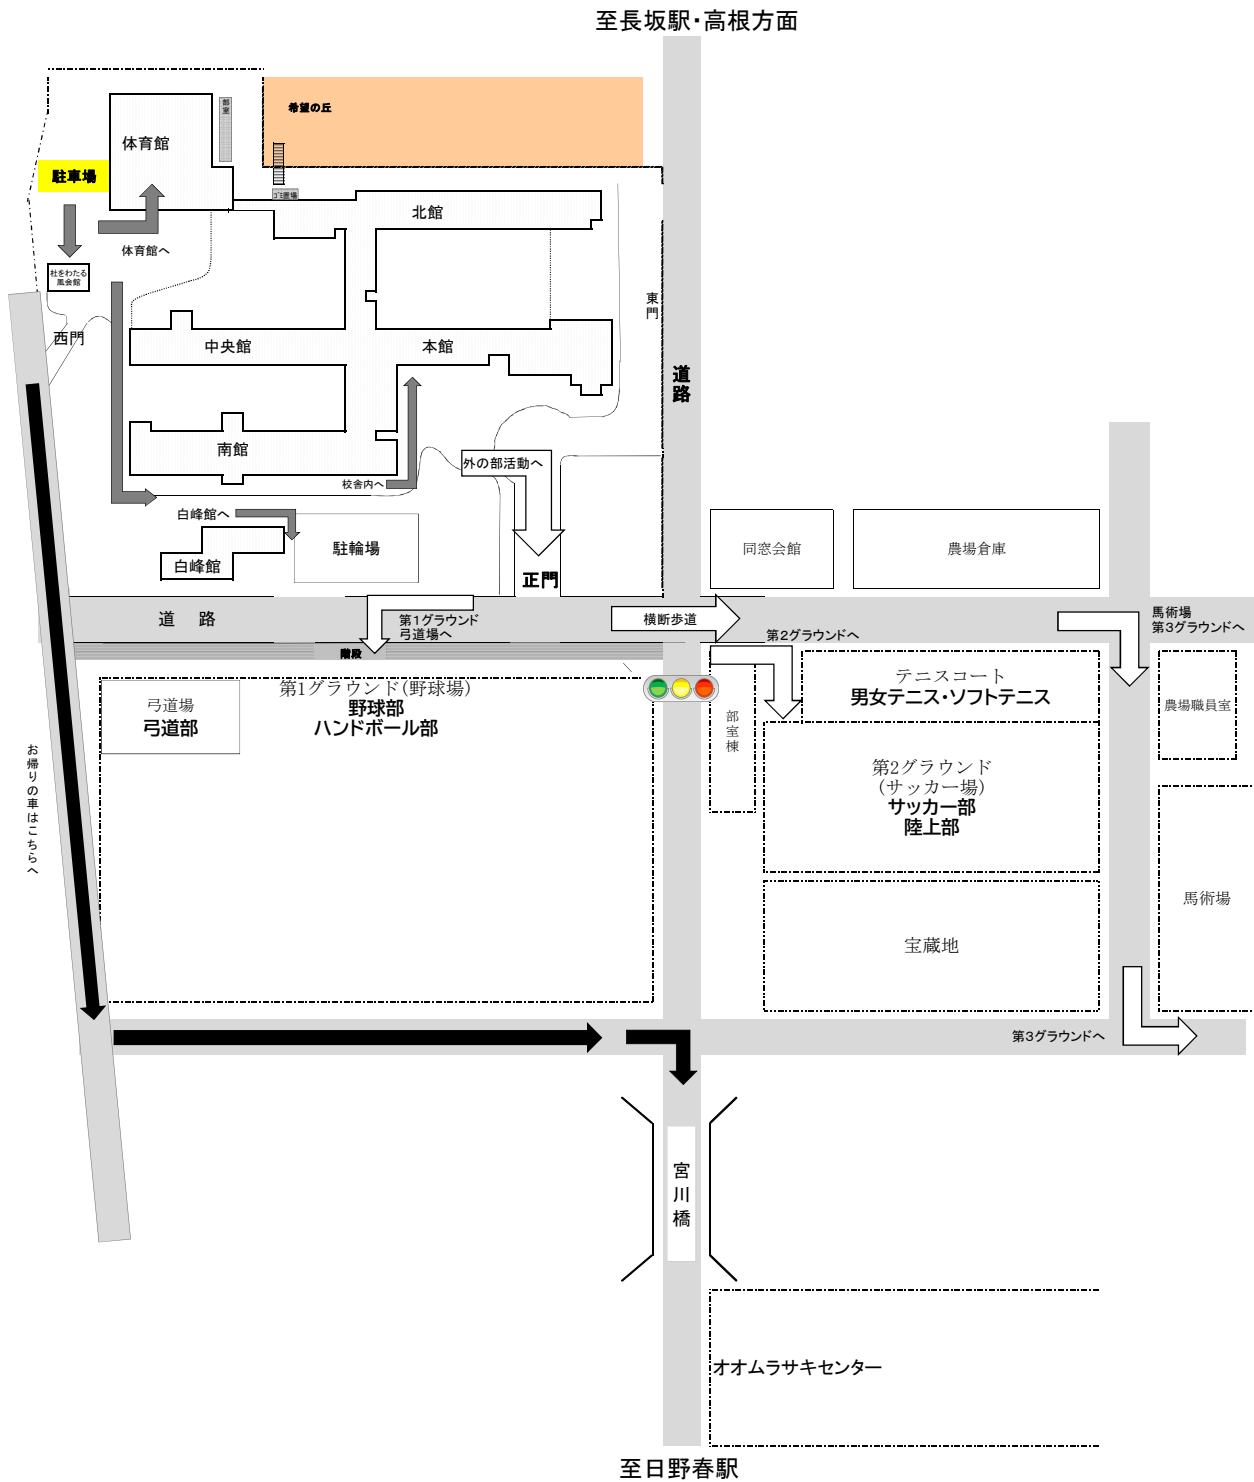 至長坂駅・高根方面
希望の丘
部室
体育館
駐車場
ゴミ置場
北館
体育館へ
杜をわたる
風会館
東門
西門
中央館
本館
道路
南館
外の部活動へ
校舎内へ
白峰館へ
駐輪場
白峰館
正門
同窓会館
農場倉庫
道 路
第1グラウンド
弓道場へ
横断歩道
第2グラウンドへ
馬術場
第3グラウンドへ
階段
弓道場
弓道部
第1グラウンド(野球場)
野球部
ハンドボール部
部室棟
テニスコート
男女テニス・ソフトテニス
農場職員室
第2グラウンド
(サッカー場)
サッカー部
陸上部
お帰りの車はこちらへ
馬術場
宝蔵地
第3グラウンドへ
宮川橋
オオムラサキセンター
至日野春駅